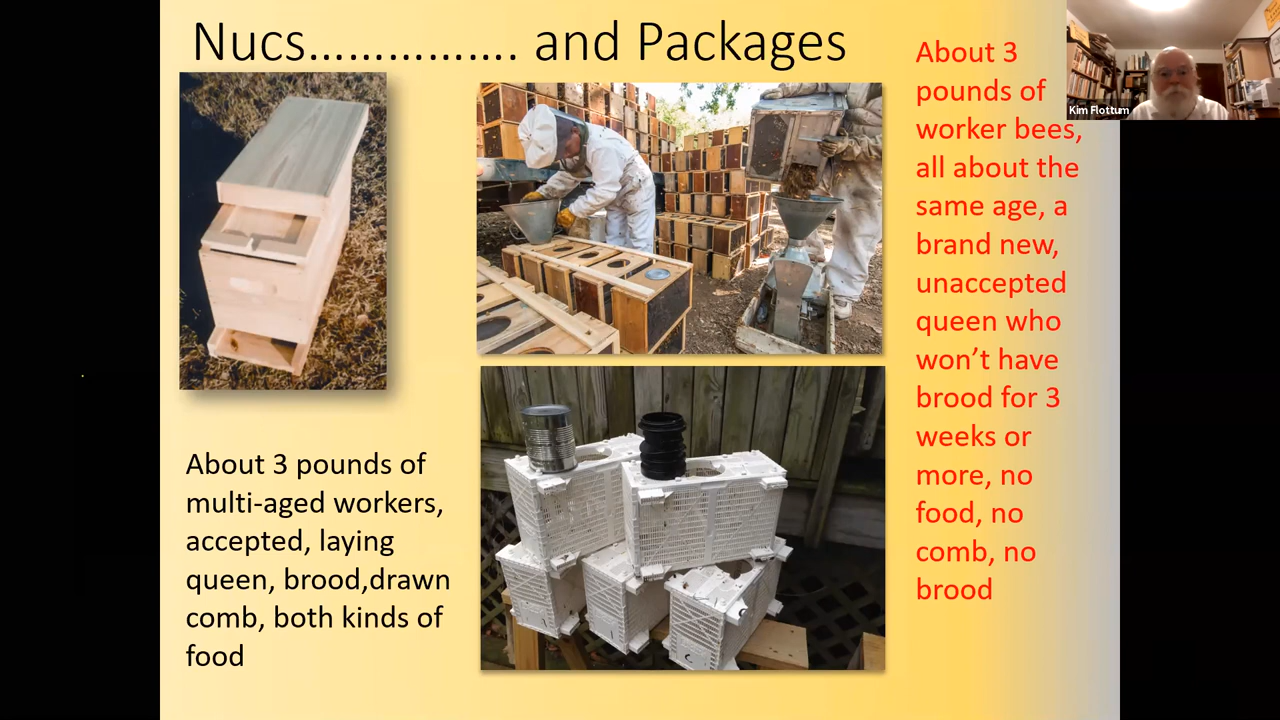 Nucs……………. and Packages
About 3 pounds of
multi-aged workers,
accepted, laying
queen, brood,drawn
comb, both kinds of
food
About 3
pounds of
worker bees,
all about the
same age, a
brand new,
unaccepted
queen who
won’t have
brood for 3
weeks or
more, no
food, no
comb, no
brood
Kim Flottum